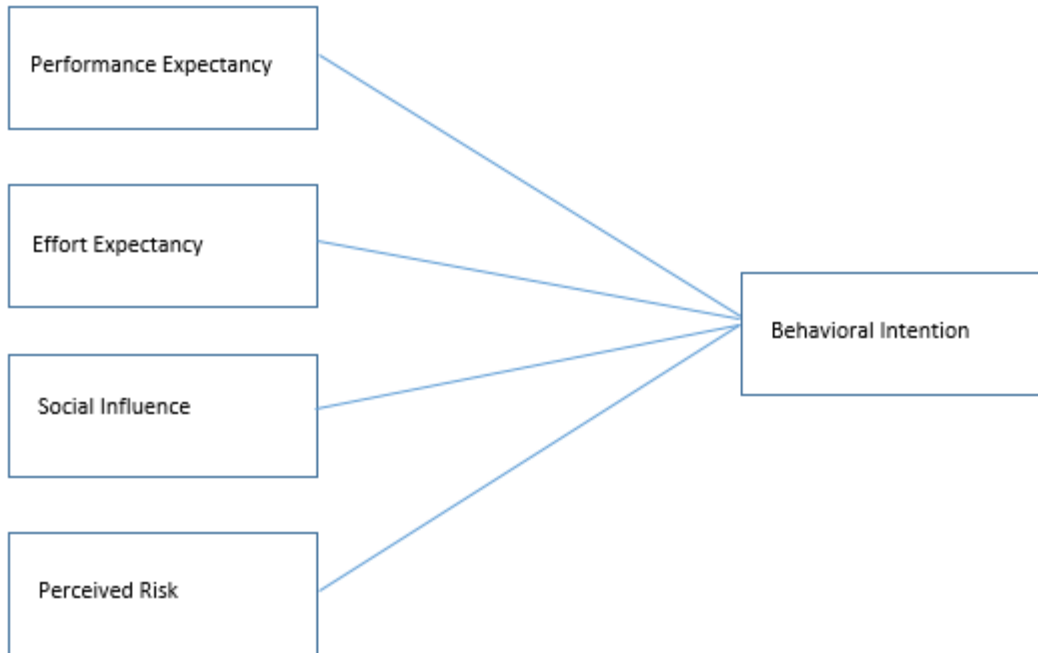 Performance Expectancy
Effort Expectancy
Behavioral Intention
Social Influence
Perceived Risk